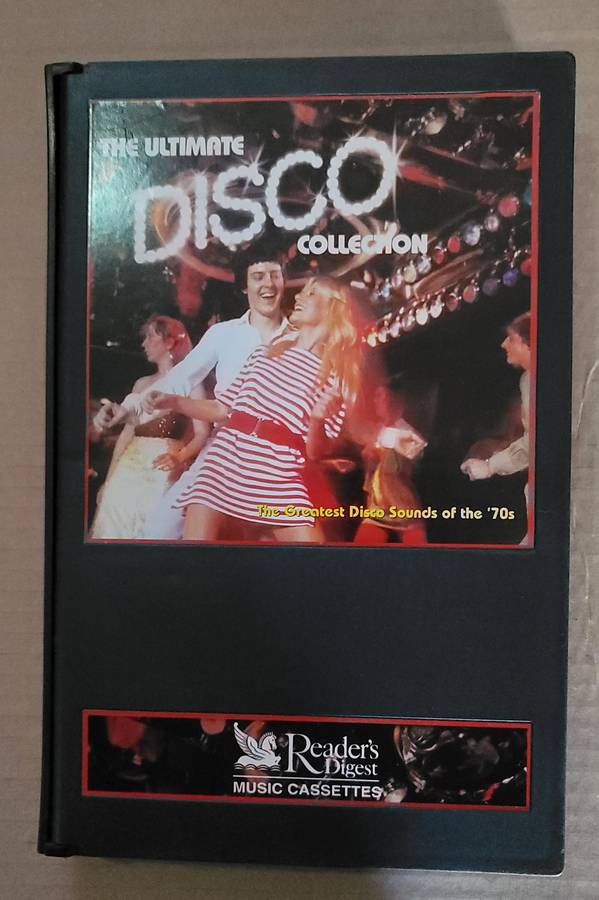 THE ULTIMATE
DISCO
COLLECTION
The Greatest Disco Sounds of the '70s
Reader's
Digest
MUSIC CASSETTES